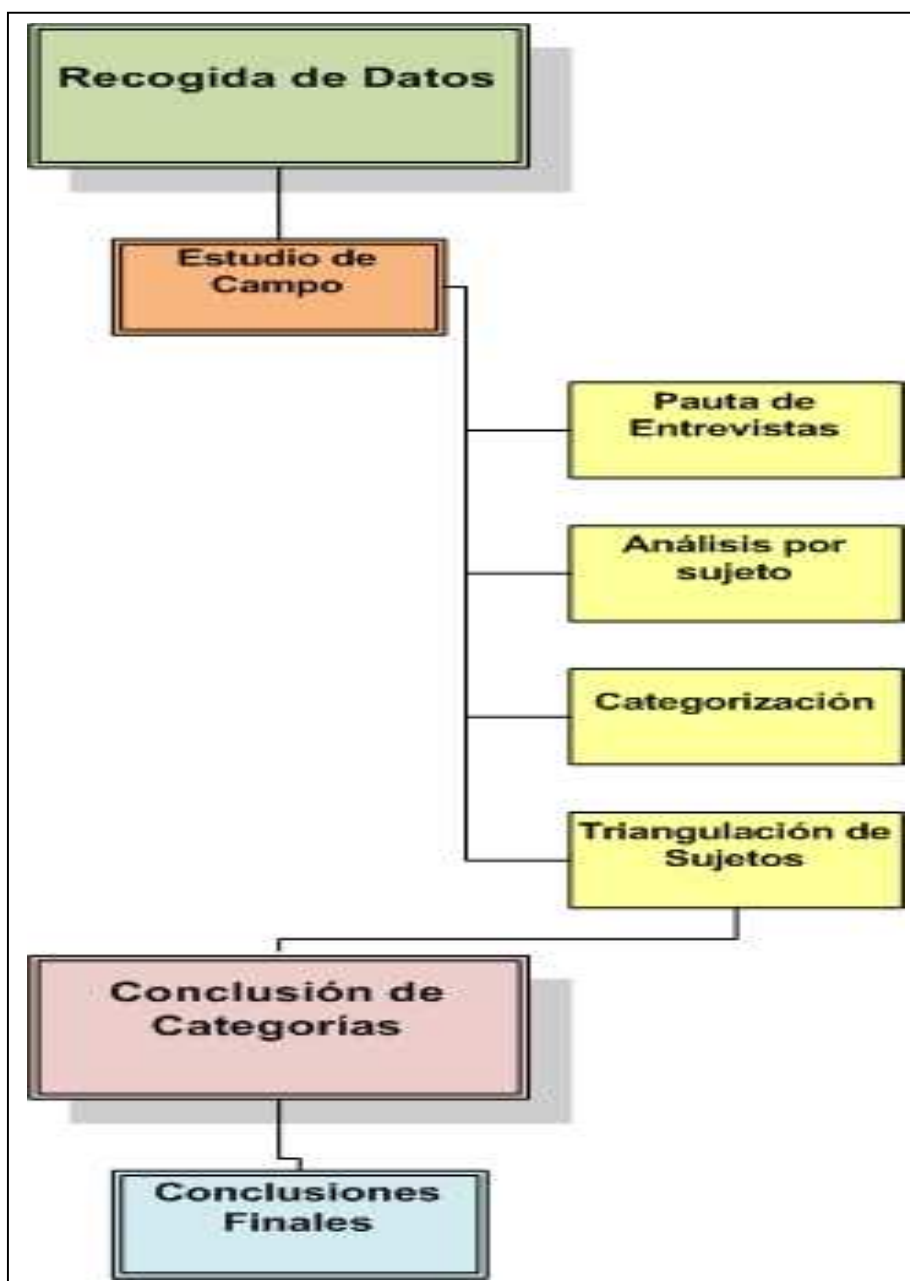 Recogida de Datos
Estudio de
Campo
Pauta de
Entrevistas
Análisis por
sujeto
Categorización
Triangulación de
Sujetos
Conclusión de
Categorías
Conclusiones
Finales